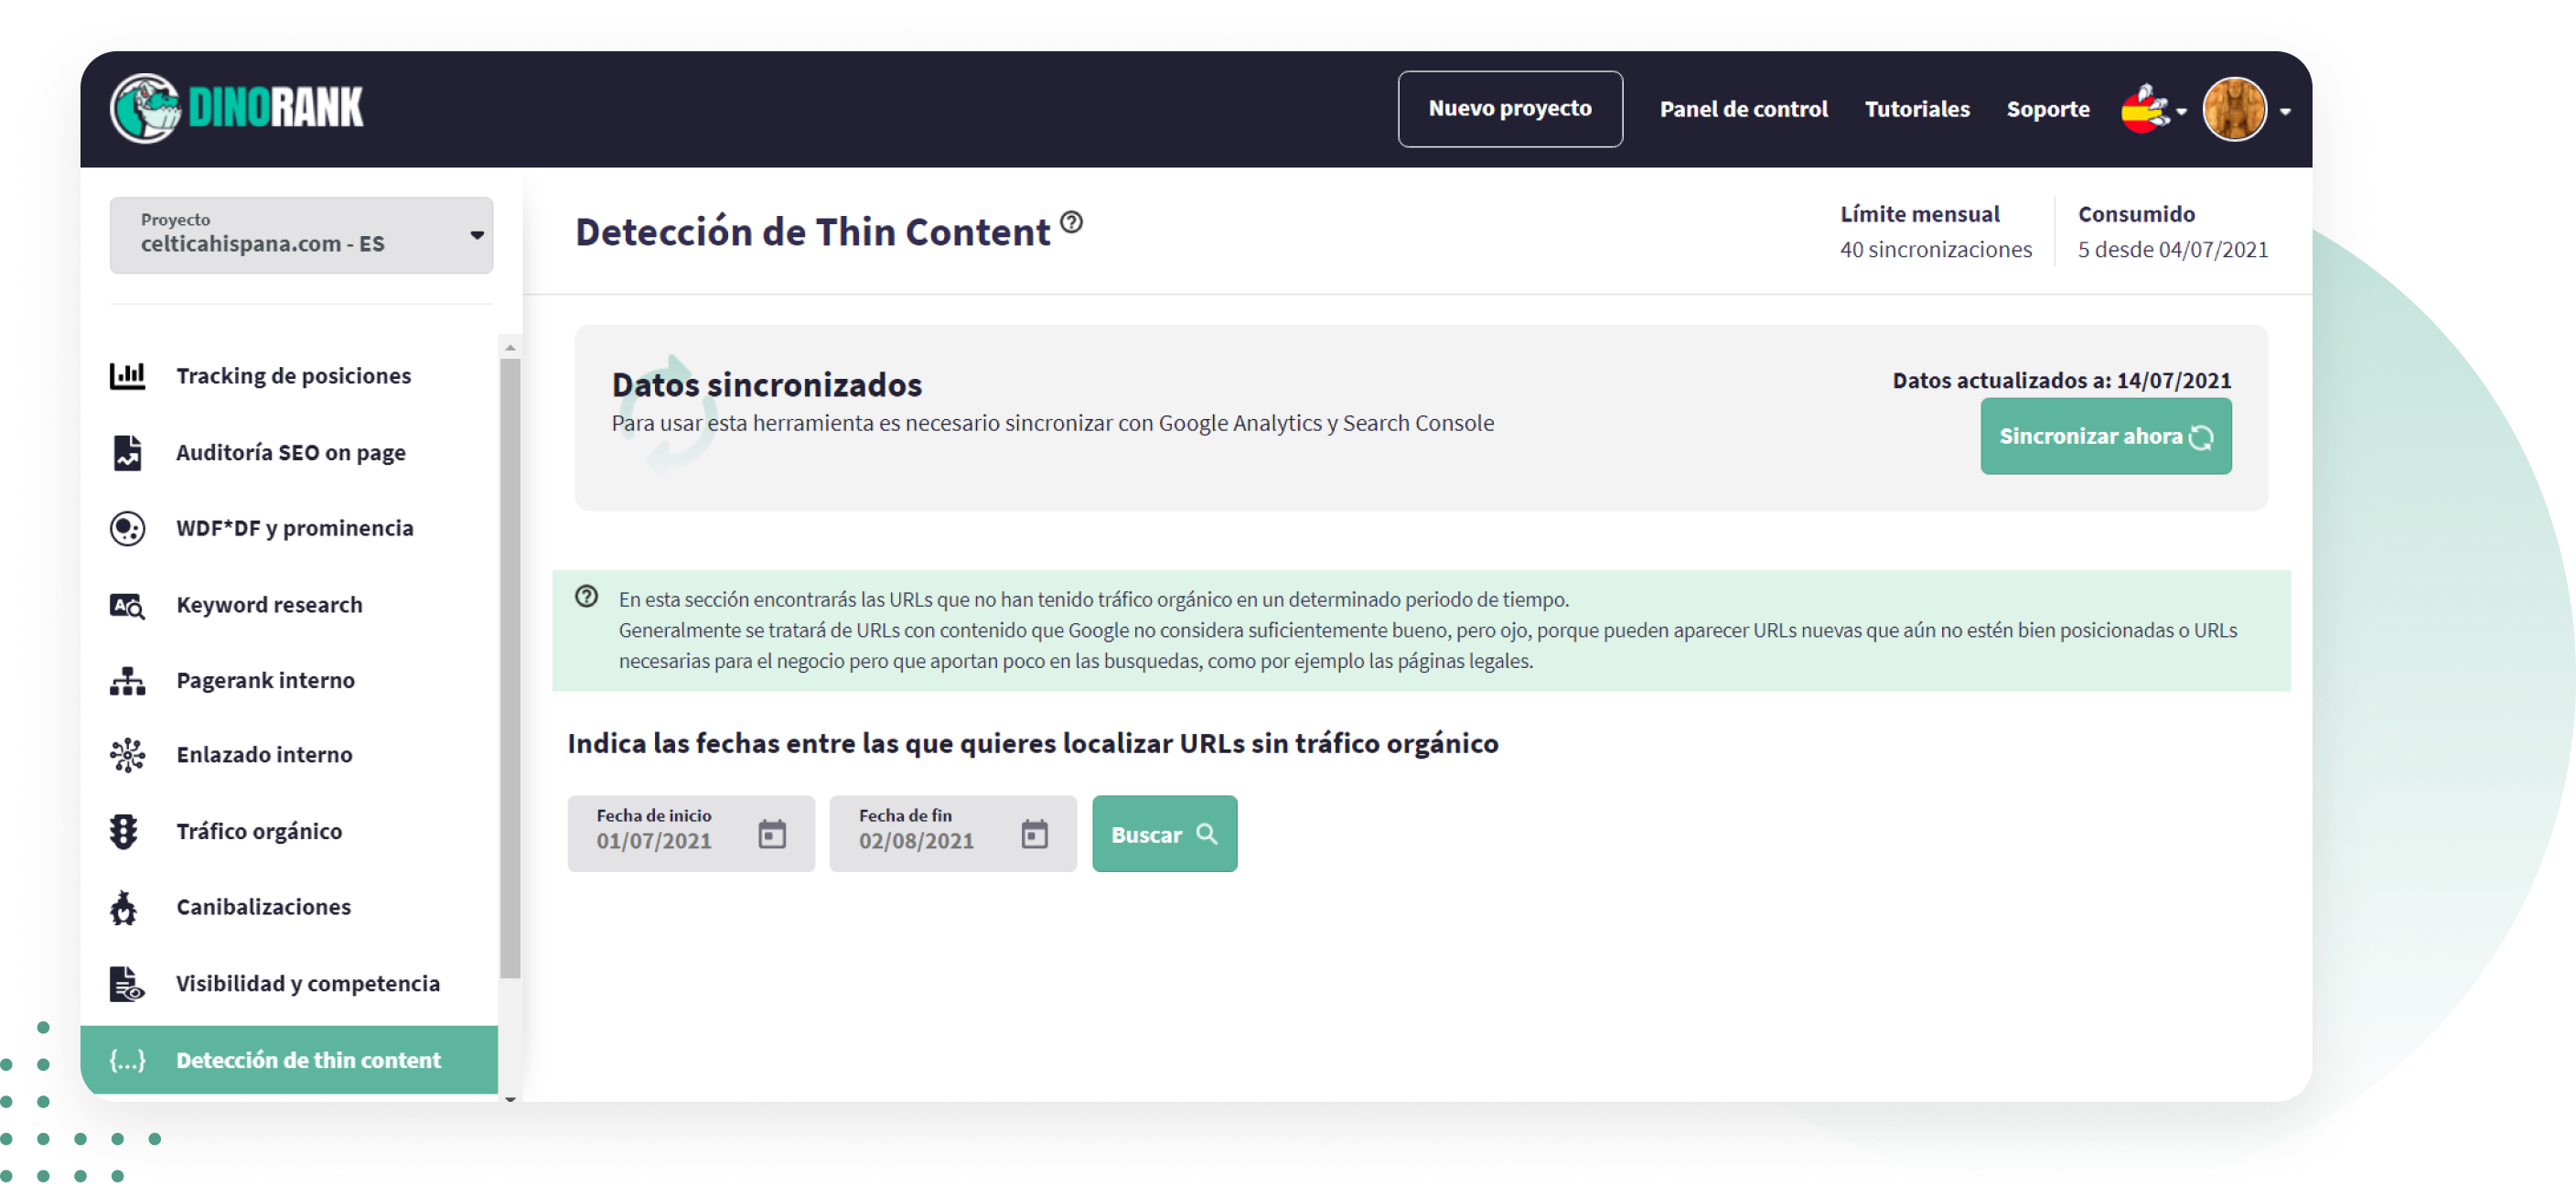 DINORANK
Nuevo proyecto
Panel de control
Tutoriales
Soporte
Proyecto
celticahispana.com - ES
Detección de Thin Content
Límite mensual
40 sincronizaciones
Consumido
5 desde 04/07/2021
Tracking de posiciones
Auditoría SEO on page
WDF*DF y prominencia
Keyword research
Pagerank interno
Enlazado interno
Tráfico orgánico
Canibalizaciones
Visibilidad y competencia
{...} Detección de thin content
Datos sincronizados
Para usar esta herramienta es necesario sincronizar con Google Analytics y Search Console
Datos actualizados a: 14/07/2021
Sincronizar ahora
En esta sección encontrarás las URLs que no han tenido tráfico orgánico en un determinado periodo de tiempo.
Generalmente se tratará de URLs con contenido que Google no considera suficientemente bueno, pero ojo, porque pueden aparecer URLs nuevas que aún no estén bien posicionadas o URLs
necesarias para el negocio pero que aportan poco en las busquedas, como por ejemplo las páginas legales.
Indica las fechas entre las que quieres localizar URLs sin tráfico orgánico
Fecha de inicio
01/07/2021
Fecha de fin
02/08/2021
Buscar